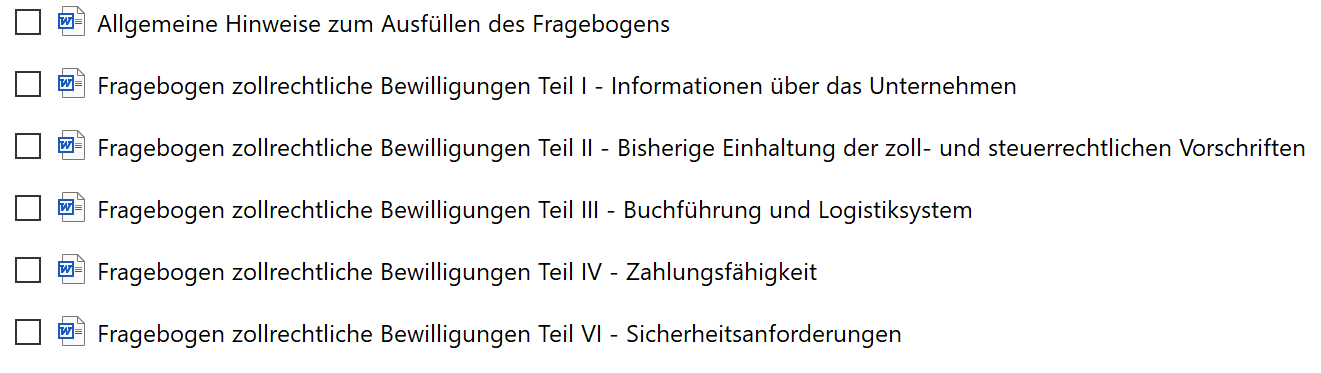 Allgemeine Hinweise zum Ausfüllen des Fragebogens
Fragebogen zollrechtliche Bewilligungen Teil I - Informationen über das Unternehmen
Fragebogen zollrechtliche Bewilligungen Teil II - Bisherige Einhaltung der zoll- und steuerrechtlichen Vorschriften
Fragebogen zollrechtliche Bewilligungen Teil III - Buchführung und Logistiksystem
Fragebogen zollrechtliche Bewilligungen Teil IV - Zahlungsfähigkeit
Fragebogen zollrechtliche Bewilligungen Teil VI - Sicherheitsanforderungen